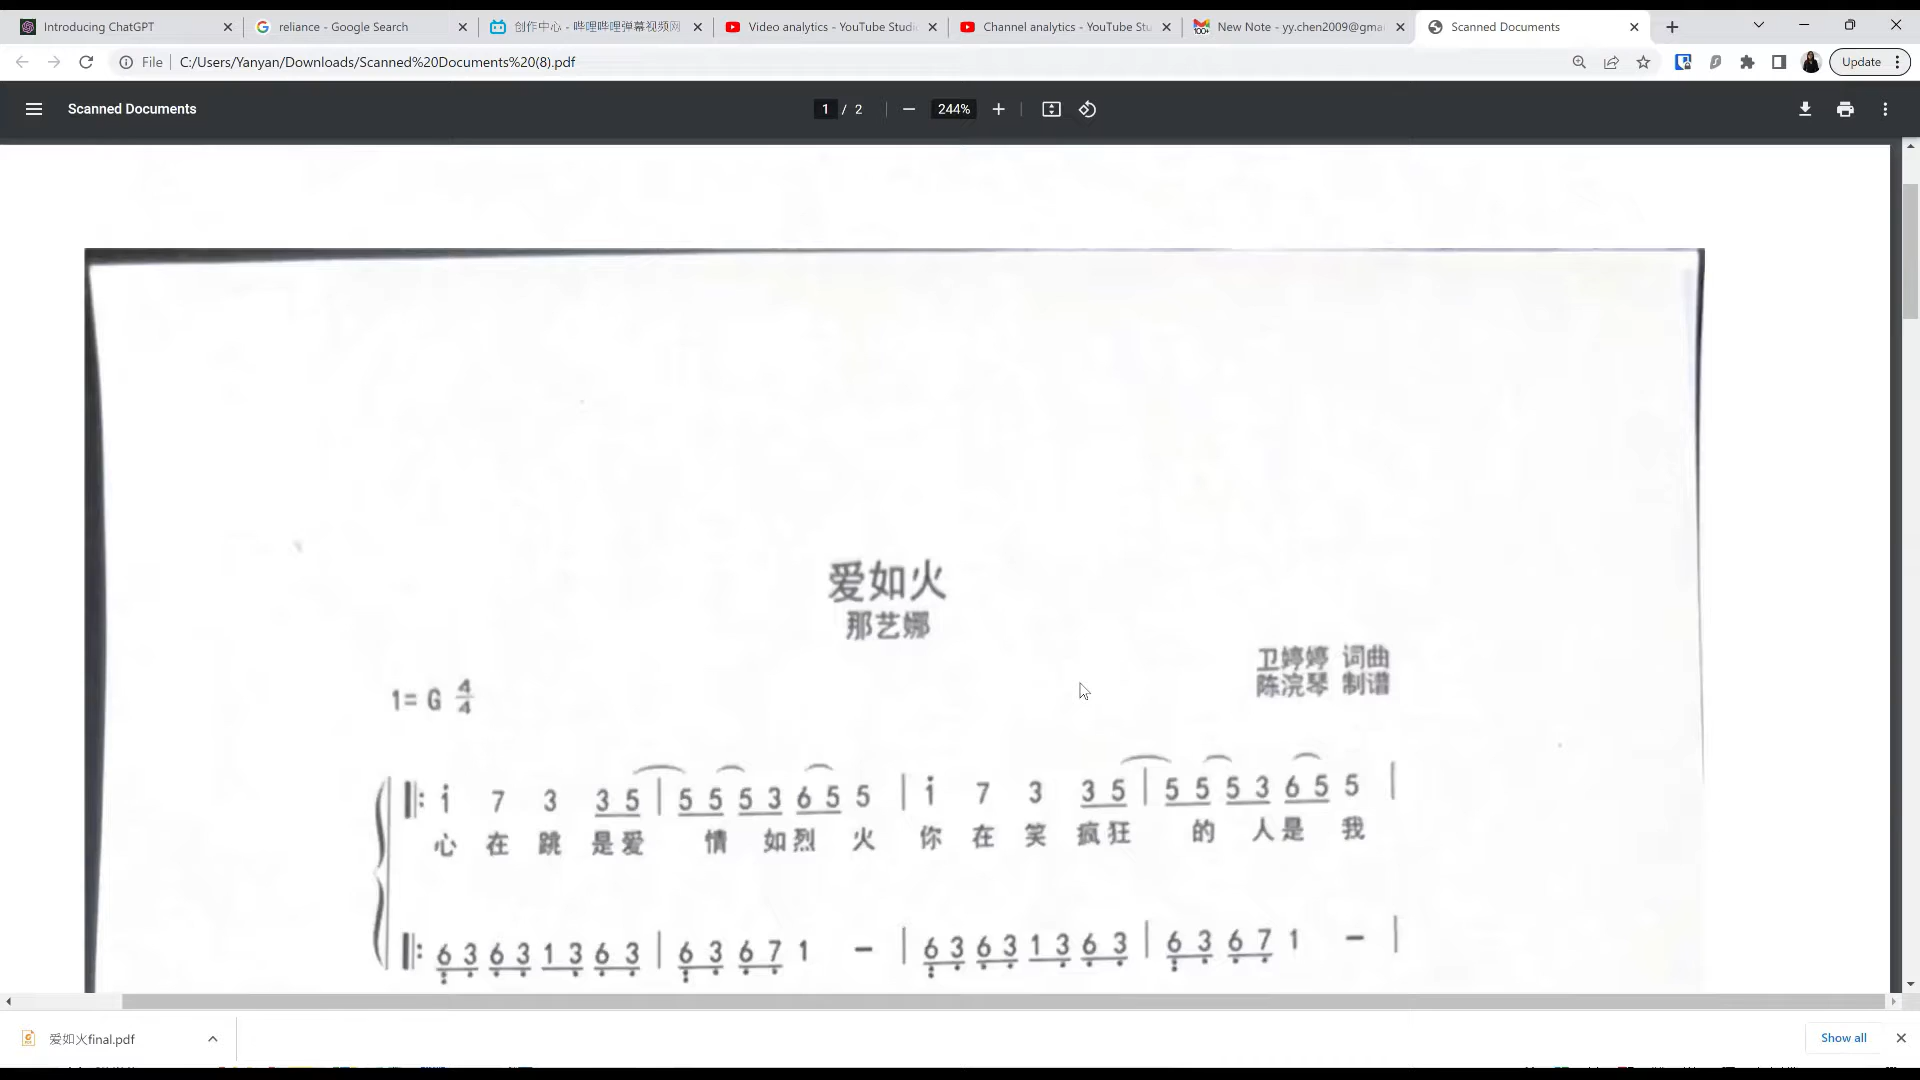 Introducing ChatGPT
reliance - Google Search
创作中心 - 哔哩哔哩弹幕视频网
Video analytics - YouTube Studi
Channel analytics - YouTube Stu
New Note - yy.chen2009@gmai
Scanned Documents
File
C:/Users/Yanyan/Downloads/Scanned%20Documents%20(8).pdf
Update
Scanned Documents
1 / 2
244%
爱如火
那艺娜
卫婷婷 词曲
陈浣琴 制谱
1= G 4/4
i 7 3 3 5 | 5 5 5 3 6 5 5 | i 7 3 3 5 | 5 5 5 3 6 5 5 |
心 在 跳 是 爱 情 如 烈 火 你 在 笑 疯 狂 的 人 是 我
6 3 6 3 1 3 6 3 | 6 3 6 7 1 – | 6 3 6 3 1 3 6 3 | 6 3 6 7 1 – |
爱如火final.pdf
Show all